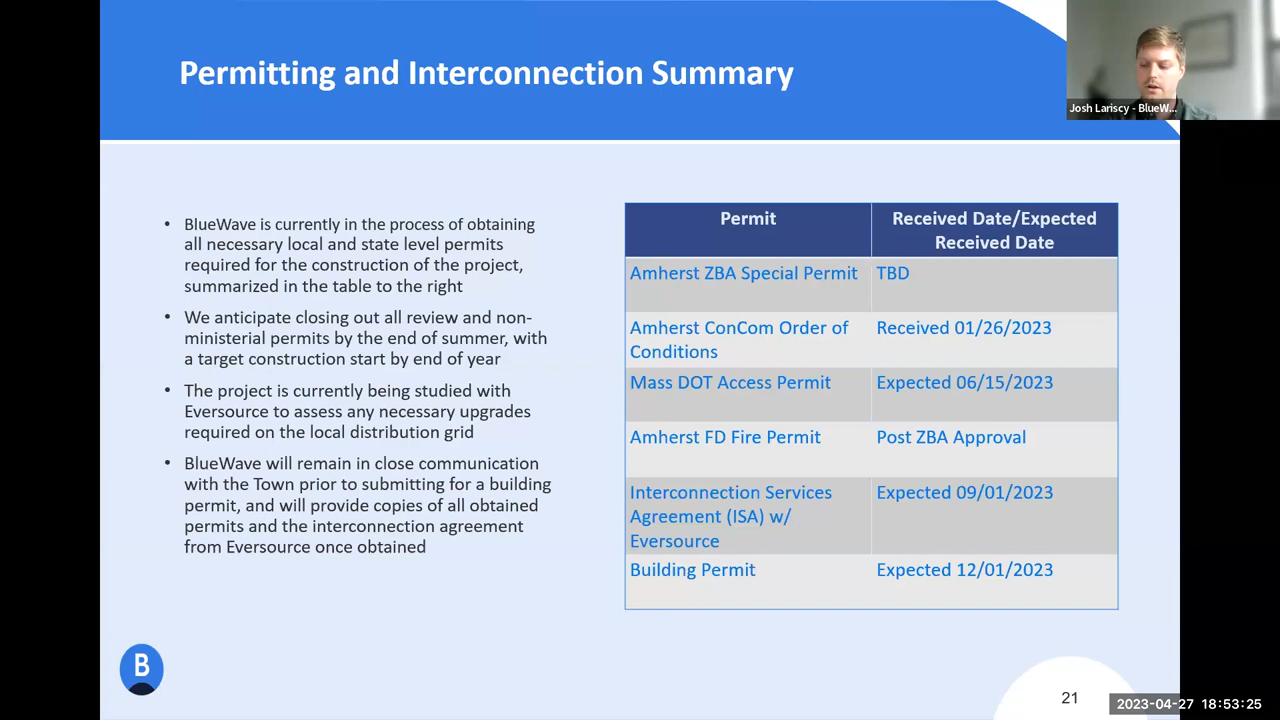 Permitting and Interconnection Summary
Josh Lariscy - BlueW...
• BlueWave is currently in the process of obtaining
all necessary local and state level permits
required for the construction of the project,
summarized in the table to the right
• We anticipate closing out all review and non-
ministerial permits by the end of summer, with
a target construction start by end of year
• The project is currently being studied with
Eversource to assess any necessary upgrades
required on the local distribution grid
• BlueWave will remain in close communication
with the Town prior to submitting for a building
permit, and will provide copies of all obtained
permits and the interconnection agreement
from Eversource once obtained
Permit
Received Date/Expected
Received Date
Amherst ZBA Special Permit
TBD
Amherst ConCom Order of
Conditions
Received 01/26/2023
Mass DOT Access Permit
Expected 06/15/2023
Amherst FD Fire Permit
Post ZBA Approval
Interconnection Services
Agreement (ISA) w/
Eversource
Expected 09/01/2023
Building Permit
Expected 12/01/2023
B
21
2023-04-27 18:53:25